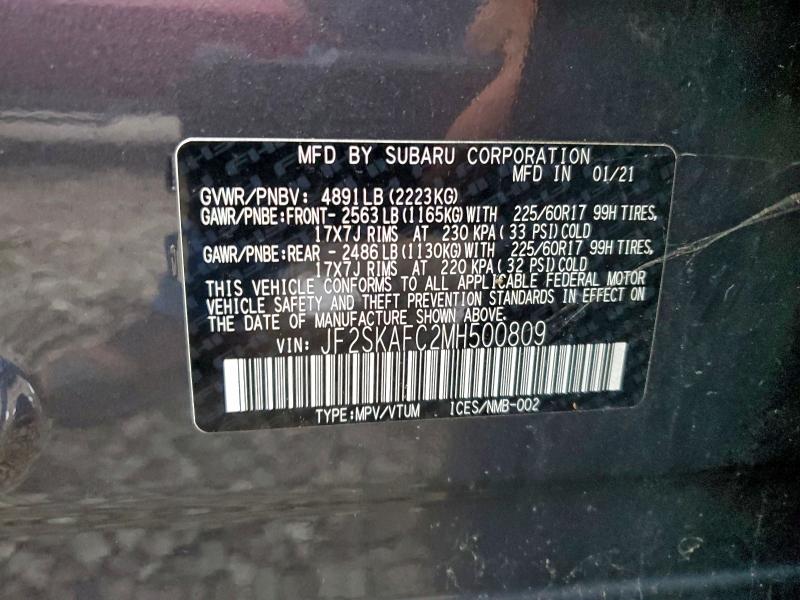 MFD BY SUBARU CORPORATION
MFD IN 01/21
GVWR/PNBV: 4891LB (2223KG)
GAWR/PNBE:FRONT- 2563 LB (1165KG) WITH 225/60R17 99H TIRES,
17X7J RIMS AT 230 KPA ( 33 PSI) COLD
GAWR/PNBE:REAR - 2486 LB (1130KG) WITH 225/60R17 99H TIRES,
17X7J RIMS AT 220 KPA ( 32 PSI) COLD
THIS VEHICLE CONFORMS TO ALL APPLICABLE FEDERAL MOTOR
VEHICLE SAFETY AND THEFT PREVENTION STANDARDS IN EFFECT ON
THE DATE OF MANUFACTURE SHOWN ABOVE.
VIN: JF2SKAFC2MH500809
TYPE:MPV/VTUM ICES/NMB-002